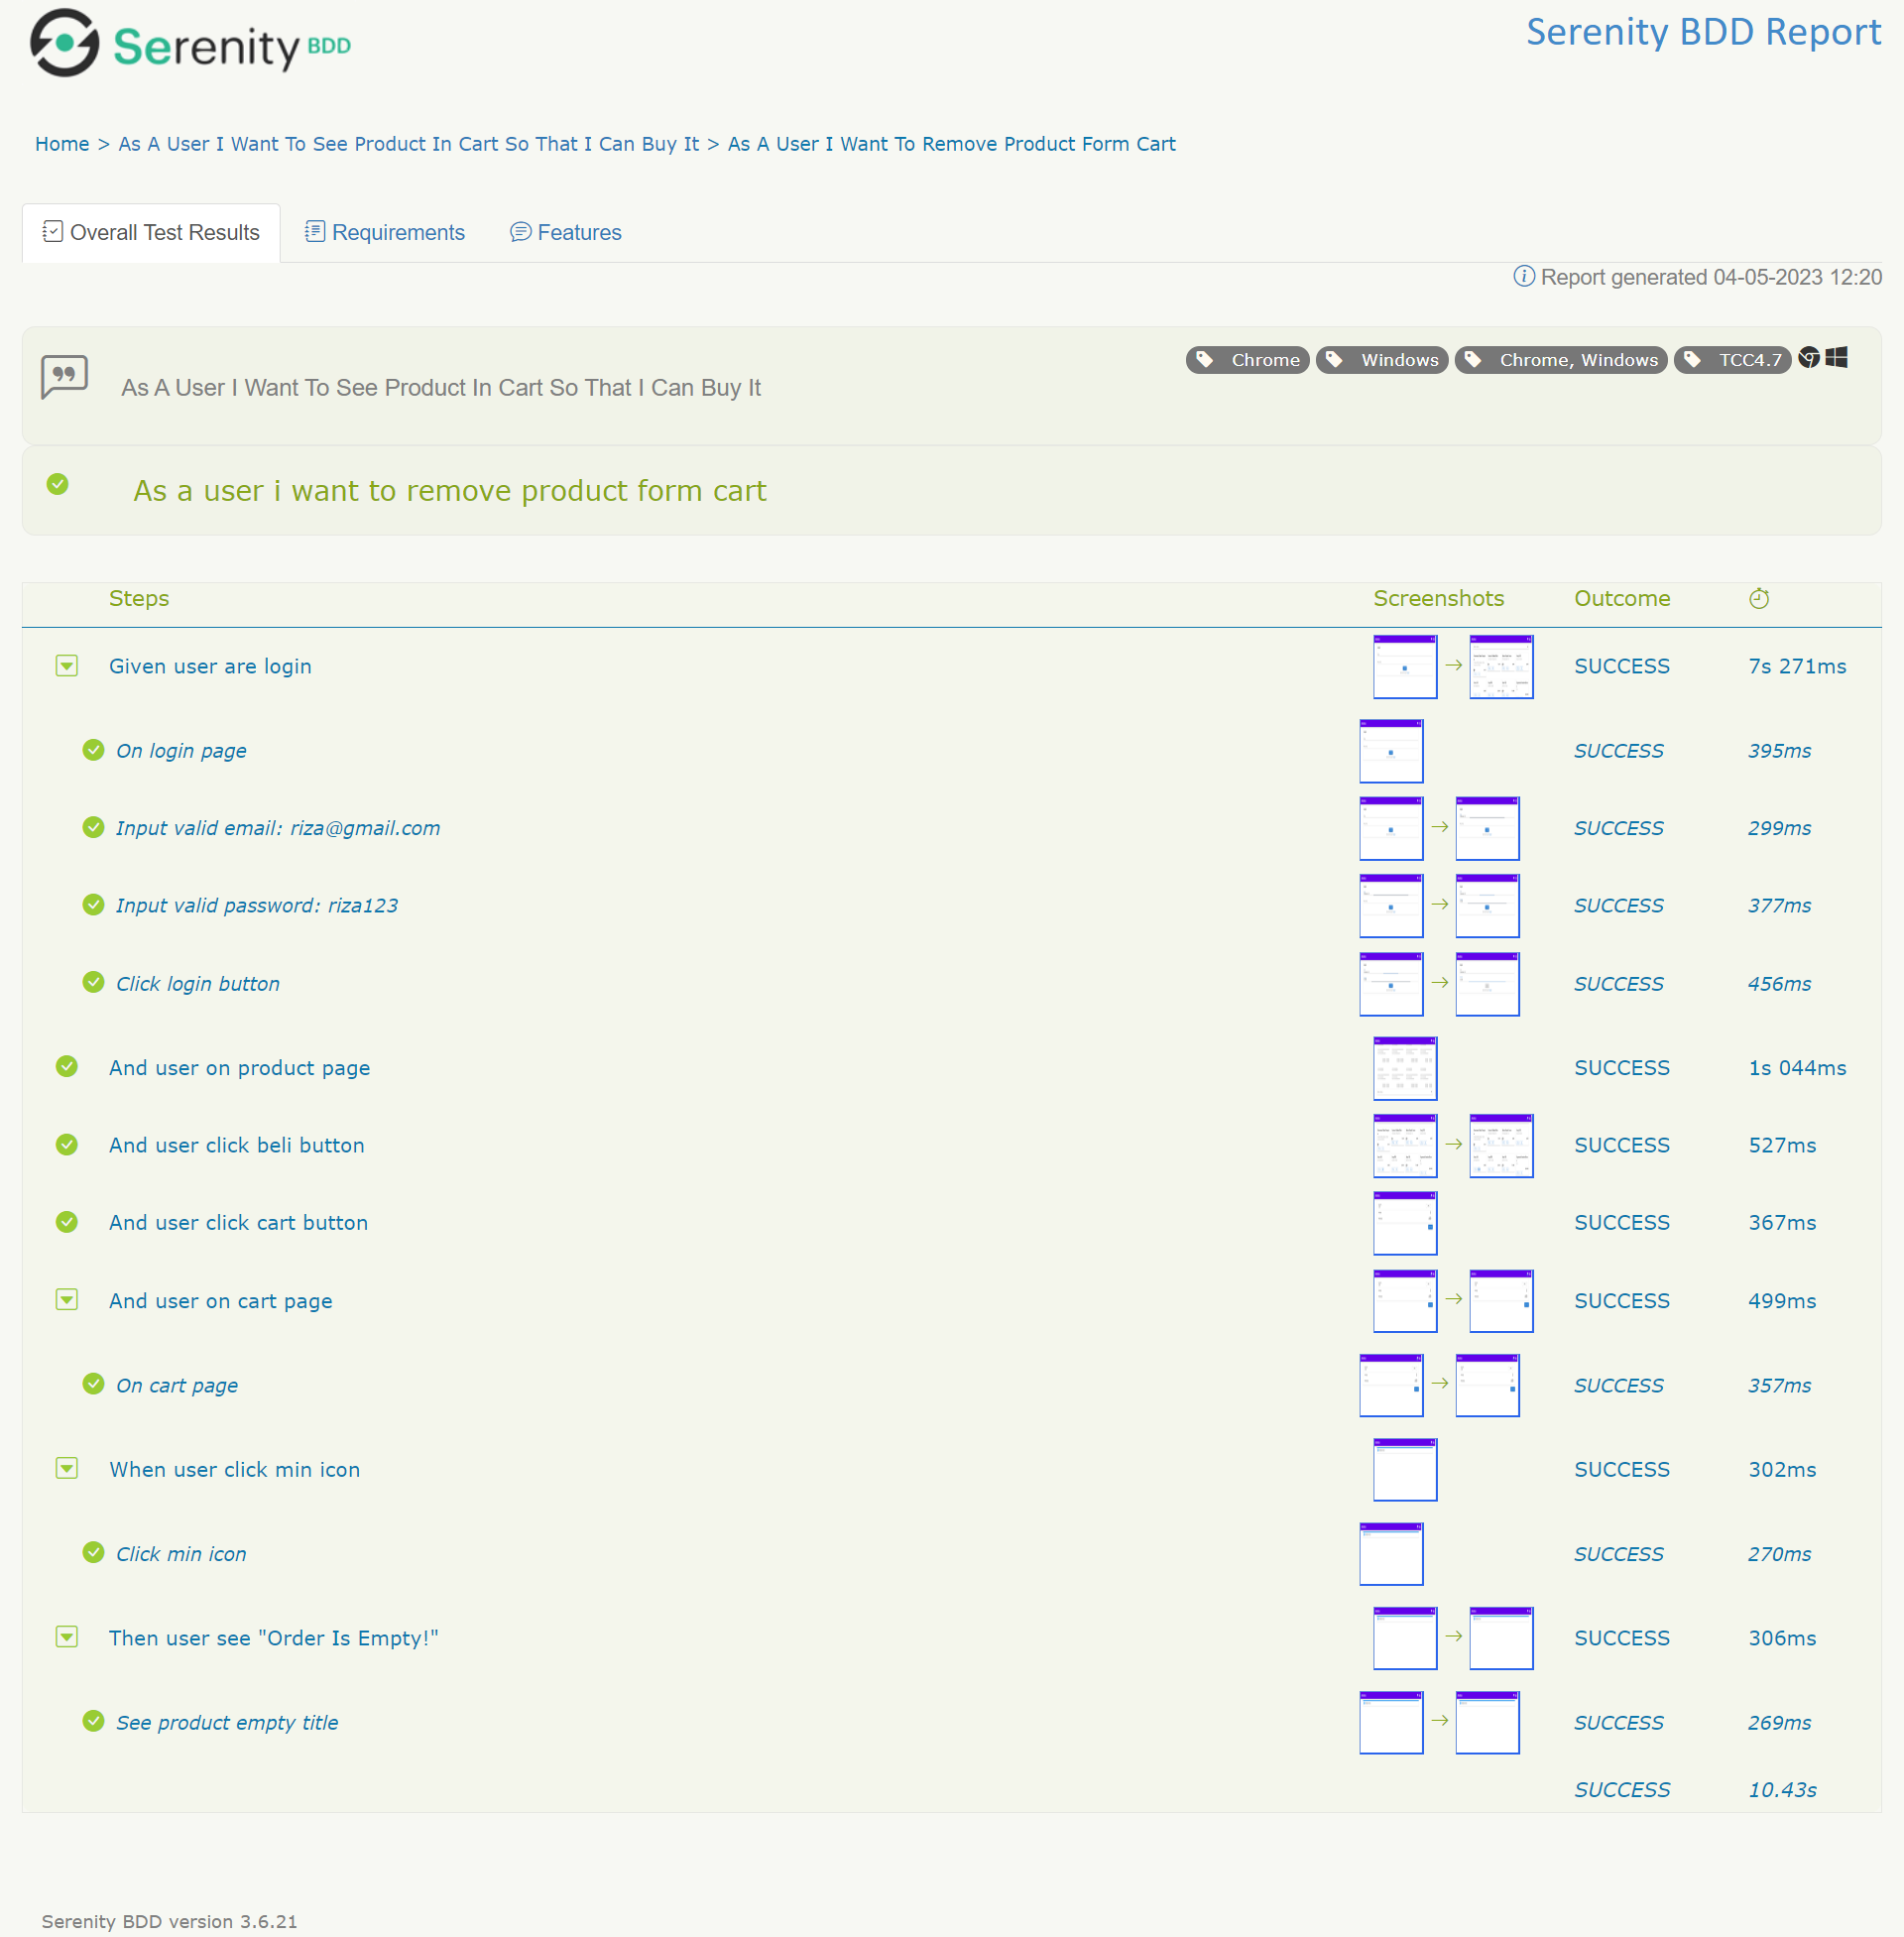 Serenity BDD
Serenity BDD Report
Home > As A User I Want To See Product In Cart So That I Can Buy It > As A User I Want To Remove Product Form Cart
Overall Test Results Requirements Features
Report generated 04-05-2023 12:20
Chrome Windows Chrome, Windows TCC4.7
As A User I Want To See Product In Cart So That I Can Buy It
As a user i want to remove product form cart
Steps Screenshots Outcome
Given user are login SUCCESS 7s 271ms
On login page SUCCESS 395ms
Input valid email: riza@gmail.com SUCCESS 299ms
Input valid password: riza123 SUCCESS 377ms
Click login button SUCCESS 456ms
And user on product page SUCCESS 1s 044ms
And user click beli button SUCCESS 527ms
And user click cart button SUCCESS 367ms
And user on cart page SUCCESS 499ms
On cart page SUCCESS 357ms
When user click min icon SUCCESS 302ms
Click min icon SUCCESS 270ms
Then user see "Order Is Empty!" SUCCESS 306ms
See product empty title SUCCESS 269ms
SUCCESS 10.43s
Serenity BDD version 3.6.21